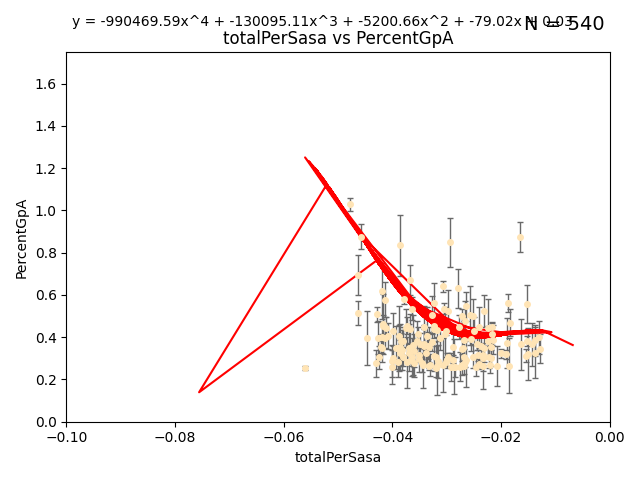 y = -990469.59x^4 + -130095.11x^3 + -5200.66x^2 + -79.02x + 0.03
N = 540
totalPerSasa vs PercentGpA
1.6
1.4
1.2
1.0
0.8
0.6
0.4
0.2
0.0
PercentGpA
−0.10 −0.08 −0.06 −0.04 −0.02 0.00
totalPerSasa